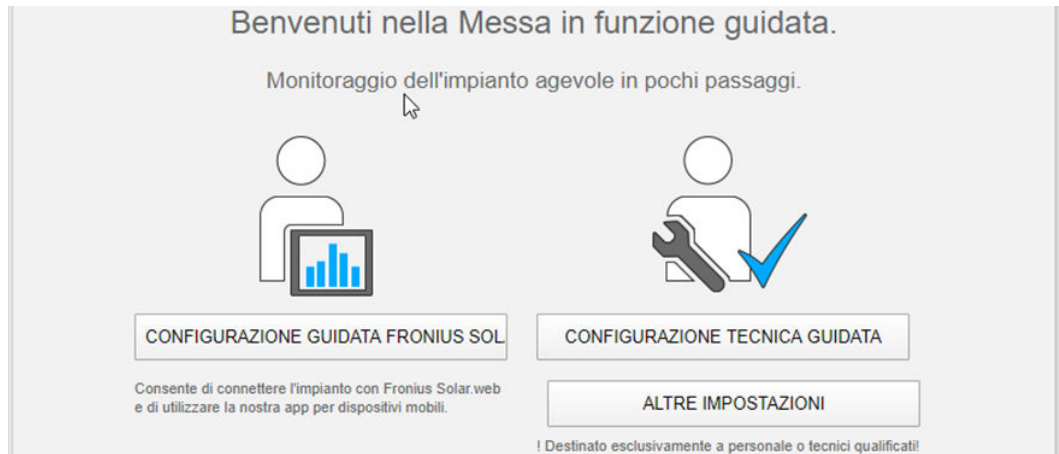 Benvenuti nella Messa in funzione guidata.
Monitoraggio dell'impianto agevole in pochi passaggi.
CONFIGURAZIONE GUIDATA FRONIUS SOL
CONFIGURAZIONE TECNICA GUIDATA
Consente di connettere l'impianto con Fronius Solar.web
e di utilizzare la nostra app per dispositivi mobili.
ALTRE IMPOSTAZIONI
! Destinato esclusivamente a personale o tecnici qualificati!